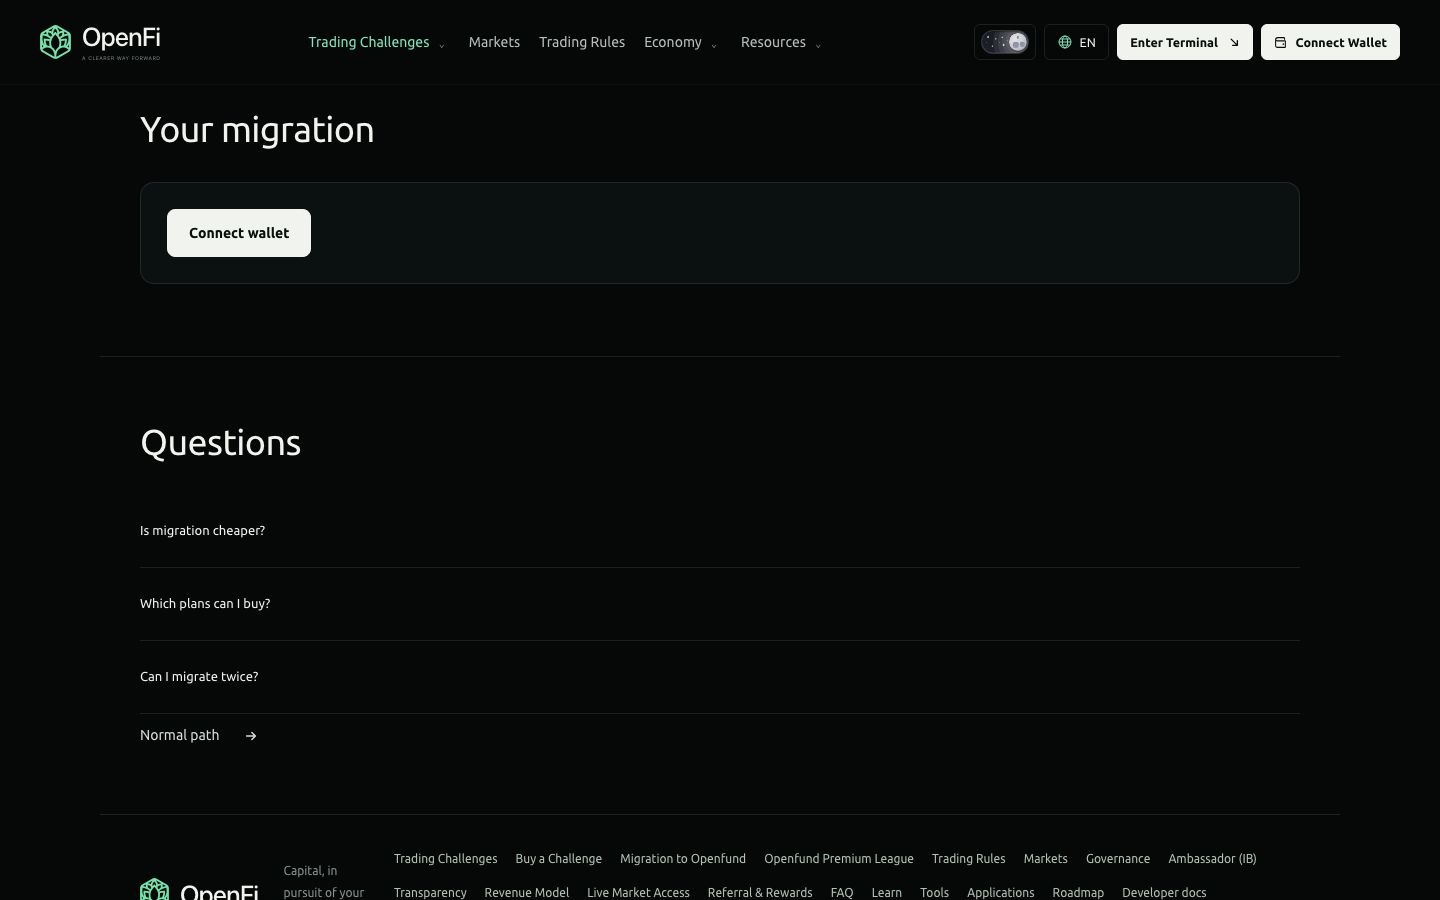 OpenFi
A CLEARER WAY FORWARD
Trading Challenges Markets Trading Rules Economy Resources
EN
Enter Terminal
Connect Wallet
Your migration
Connect wallet
Questions
Is migration cheaper?
Which plans can I buy?
Can I migrate twice?
Normal path →
OpenFi
Capital, in
pursuit of your
Trading Challenges Buy a Challenge Migration to Openfund Openfund Premium League Trading Rules Markets Governance Ambassador (IB)
Transparency Revenue Model Live Market Access Referral & Rewards FAQ Learn Tools Applications Roadmap Developer docs